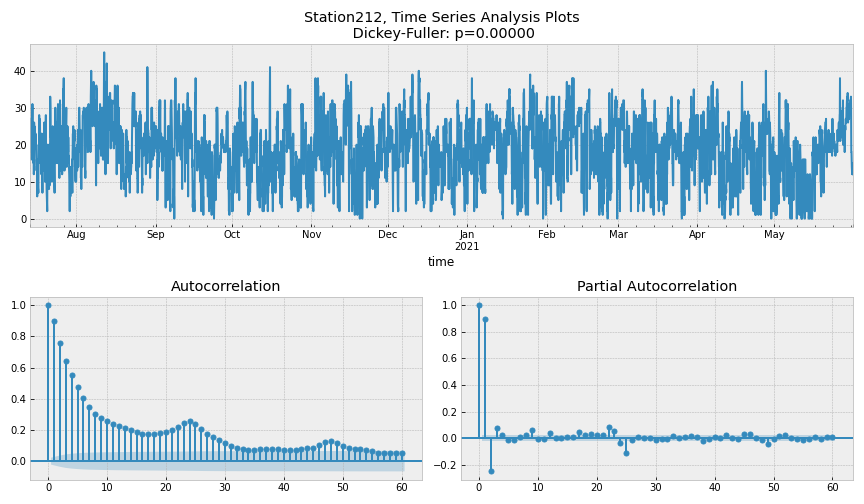 Station212, Time Series Analysis Plots
Dickey-Fuller: p=0.00000
40
30
20
10
0
Aug Sep Oct Nov Dec Jan Feb Mar Apr May
2021
time
Autocorrelation
1.0
0.8
0.6
0.4
0.2
0.0
0 10 20 30 40 50 60
Partial Autocorrelation
1.0
0.8
0.6
0.4
0.2
0.0
−0.2
0 10 20 30 40 50 60